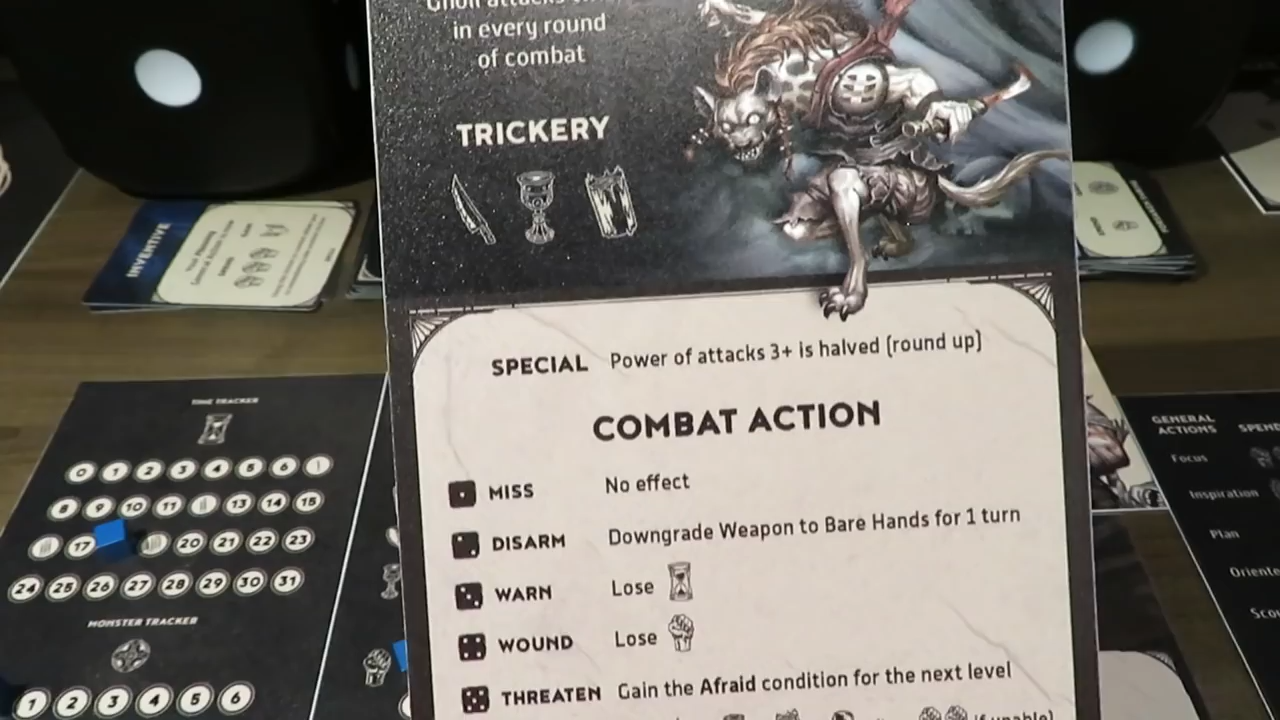 Gnoll attacks
in every round
of combat
TRICKERY
SPECIAL Power of attacks 3+ is halved (round up)
COMBAT ACTION
MISS No effect
DISARM Downgrade Weapon to Bare Hands for 1 turn
WARN Lose
WOUND Lose
THREATEN Gain the Afraid condition for the next level
if unable)
INVENTIVE
TIME TRACKER
0 1 2 3 4 5 6
8 9 10 11 13 14 15
17 20 21 22 23
24 25 26 27 28 29 30 31
MONSTER TRACKER
1 2 3 4 5 6
GENERAL
ACTIONS
Focus
Inspiration
Plan